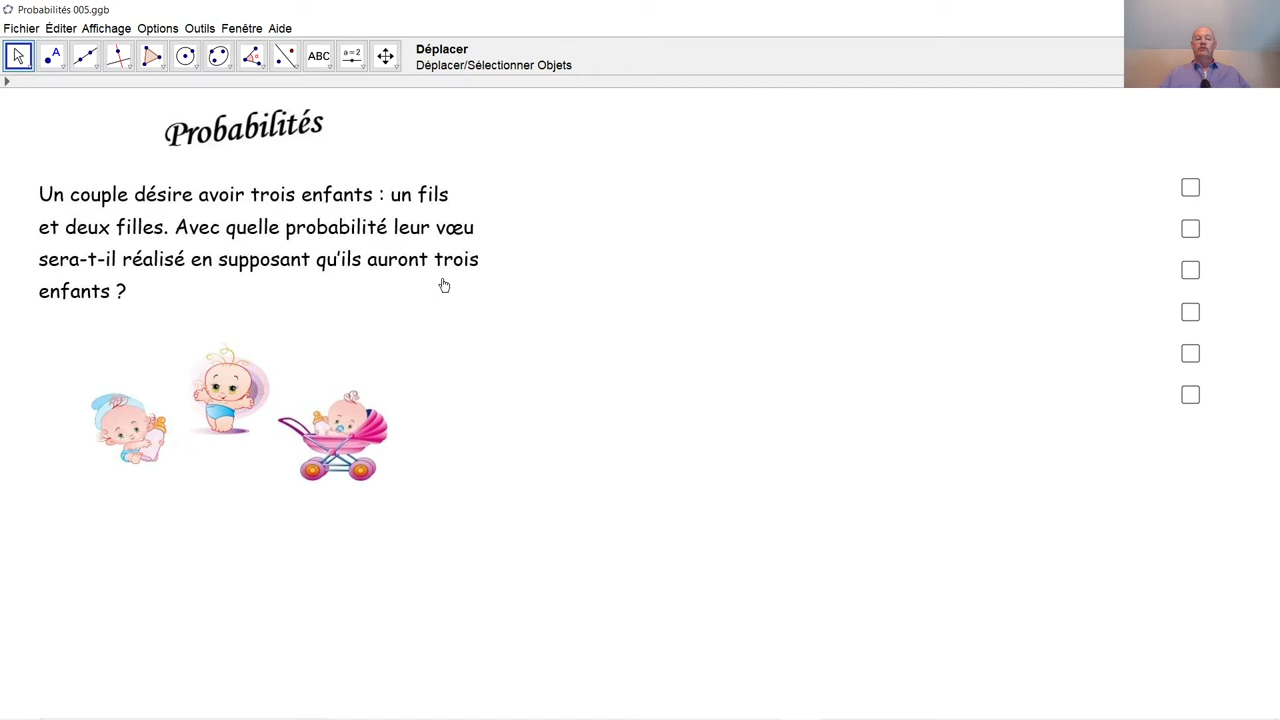 Probabilités 005.ggb
Fichier Éditer Affichage Options Outils Fenêtre Aide
A
ABC
a=2
Déplacer
Déplacer/Sélectionner Objets
Probabilités
Un couple désire avoir trois enfants : un fils
et deux filles. Avec quelle probabilité leur vœu
sera-t-il réalisé en supposant qu'ils auront trois
enfants ?